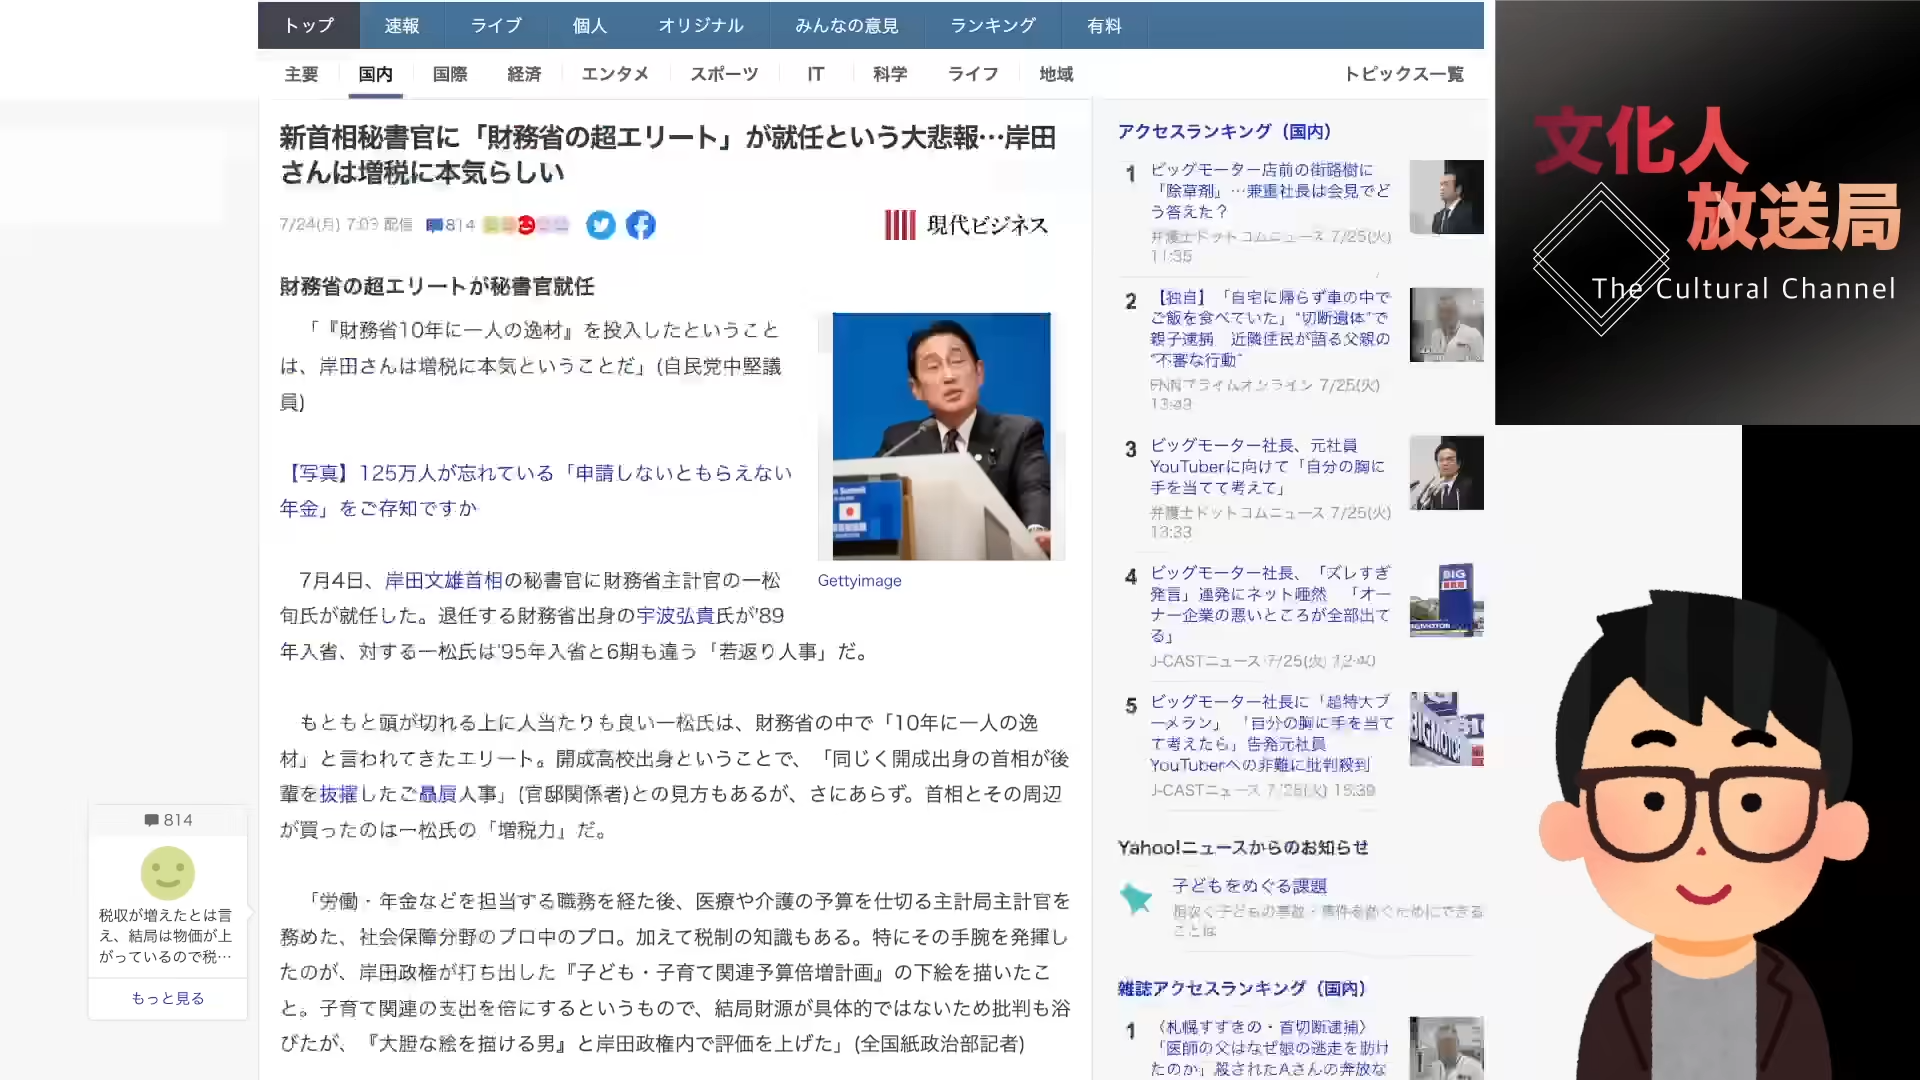 トップ 速報 ライブ 個人 オリジナル みんなの意見 ランキング 有料
主要 国内 国際 経済 エンタメ スポーツ IT 科学 ライフ 地域 トピックス一覧
新首相秘書官に「財務省の超エリート」が就任という大悲報…岸田
さんは増税に本気らしい
7/24(月) 7:03 配信 814
現代ビジネス
財務省の超エリートが秘書官就任
「『財務省10年に一人の逸材』を投入したということ
は、岸田さんは増税に本気ということだ」(自民党中堅議
員)
【写真】125万人が忘れている「申請しないともらえない
年金」をご存知ですか
7月4日、岸田文雄首相の秘書官に財務省主計官の一松
旬氏が就任した。退任する財務省出身の宇波弘貴氏が'89
年入省、対する一松氏は'95年入省と6期も違う「若返り人事」だ。
Gettyimage
もともと頭が切れる上に人当たりも良い一松氏は、財務省の中で「10年に一人の逸
材」と言われてきたエリート。開成高校出身ということで、「同じく開成出身の首相が後
輩を抜擢したご贔屓人事」(官邸関係者)との見方もあるが、さにあらず。首相とその周辺
が買ったのは一松氏の「増税力」だ。
「労働・年金などを担当する職務を経た後、医療や介護の予算を仕切る主計局主計官を
務めた、社会保障分野のプロ中のプロ。加えて税制の知識もある。特にその手腕を発揮し
たのが、岸田政権が打ち出した『子ども・子育て関連予算倍増計画』の下絵を描いたこ
と。子育て関連の支出を倍にするというもので、結局財源が具体的ではないため批判も浴
びたが、『大胆な絵を描ける男』と岸田政権内で評価を上げた」(全国紙政治部記者)
814
税収が増えたとは言
え、結局は物価が上
がっているので税…
もっと見る
アクセスランキング（国内）
1 ビッグモーター店前の街路樹に
「除草剤」…兼重社長は会見でど
う答えた？
弁護士ドットコムニュース 7/25(火)
11:35
2 【独自】「自宅に帰らず車の中で
ご飯を食べていた」“切断遺体”で
親子逮捕　近隣住民が語る父親の
“不審な行動”
FNNプライムオンライン 7/25(火)
13:43
3 ビッグモーター社長、元社員
YouTuberに向けて「自分の胸に
手を当てて考えて」
弁護士ドットコムニュース 7/25(火)
13:33
4 ビッグモーター社長、「ズレすぎ
発言」連発にネット唖然　「オー
ナー企業の悪いところが全部出て
る」
J-CASTニュース 7/25(火) 12:40
5 ビッグモーター社長に「超特大ブ
ーメラン」　「自分の胸に手を当て
て考えたら」告発元社員
YouTuberへの非難に批判殺到
J-CASTニュース 7/25(火) 15:39
Yahoo!ニュースからのお知らせ
子どもをめぐる課題
相次ぐ子どもの事故・事件を防ぐためにできる
ことは
雑誌アクセスランキング（国内）
1 〈札幌すすきの・首切断逮捕〉
「医師の父はなぜ娘の逃走を助け
たのか」殺されたAさんの奔放な
文化人
放送局
The Cultural Channel